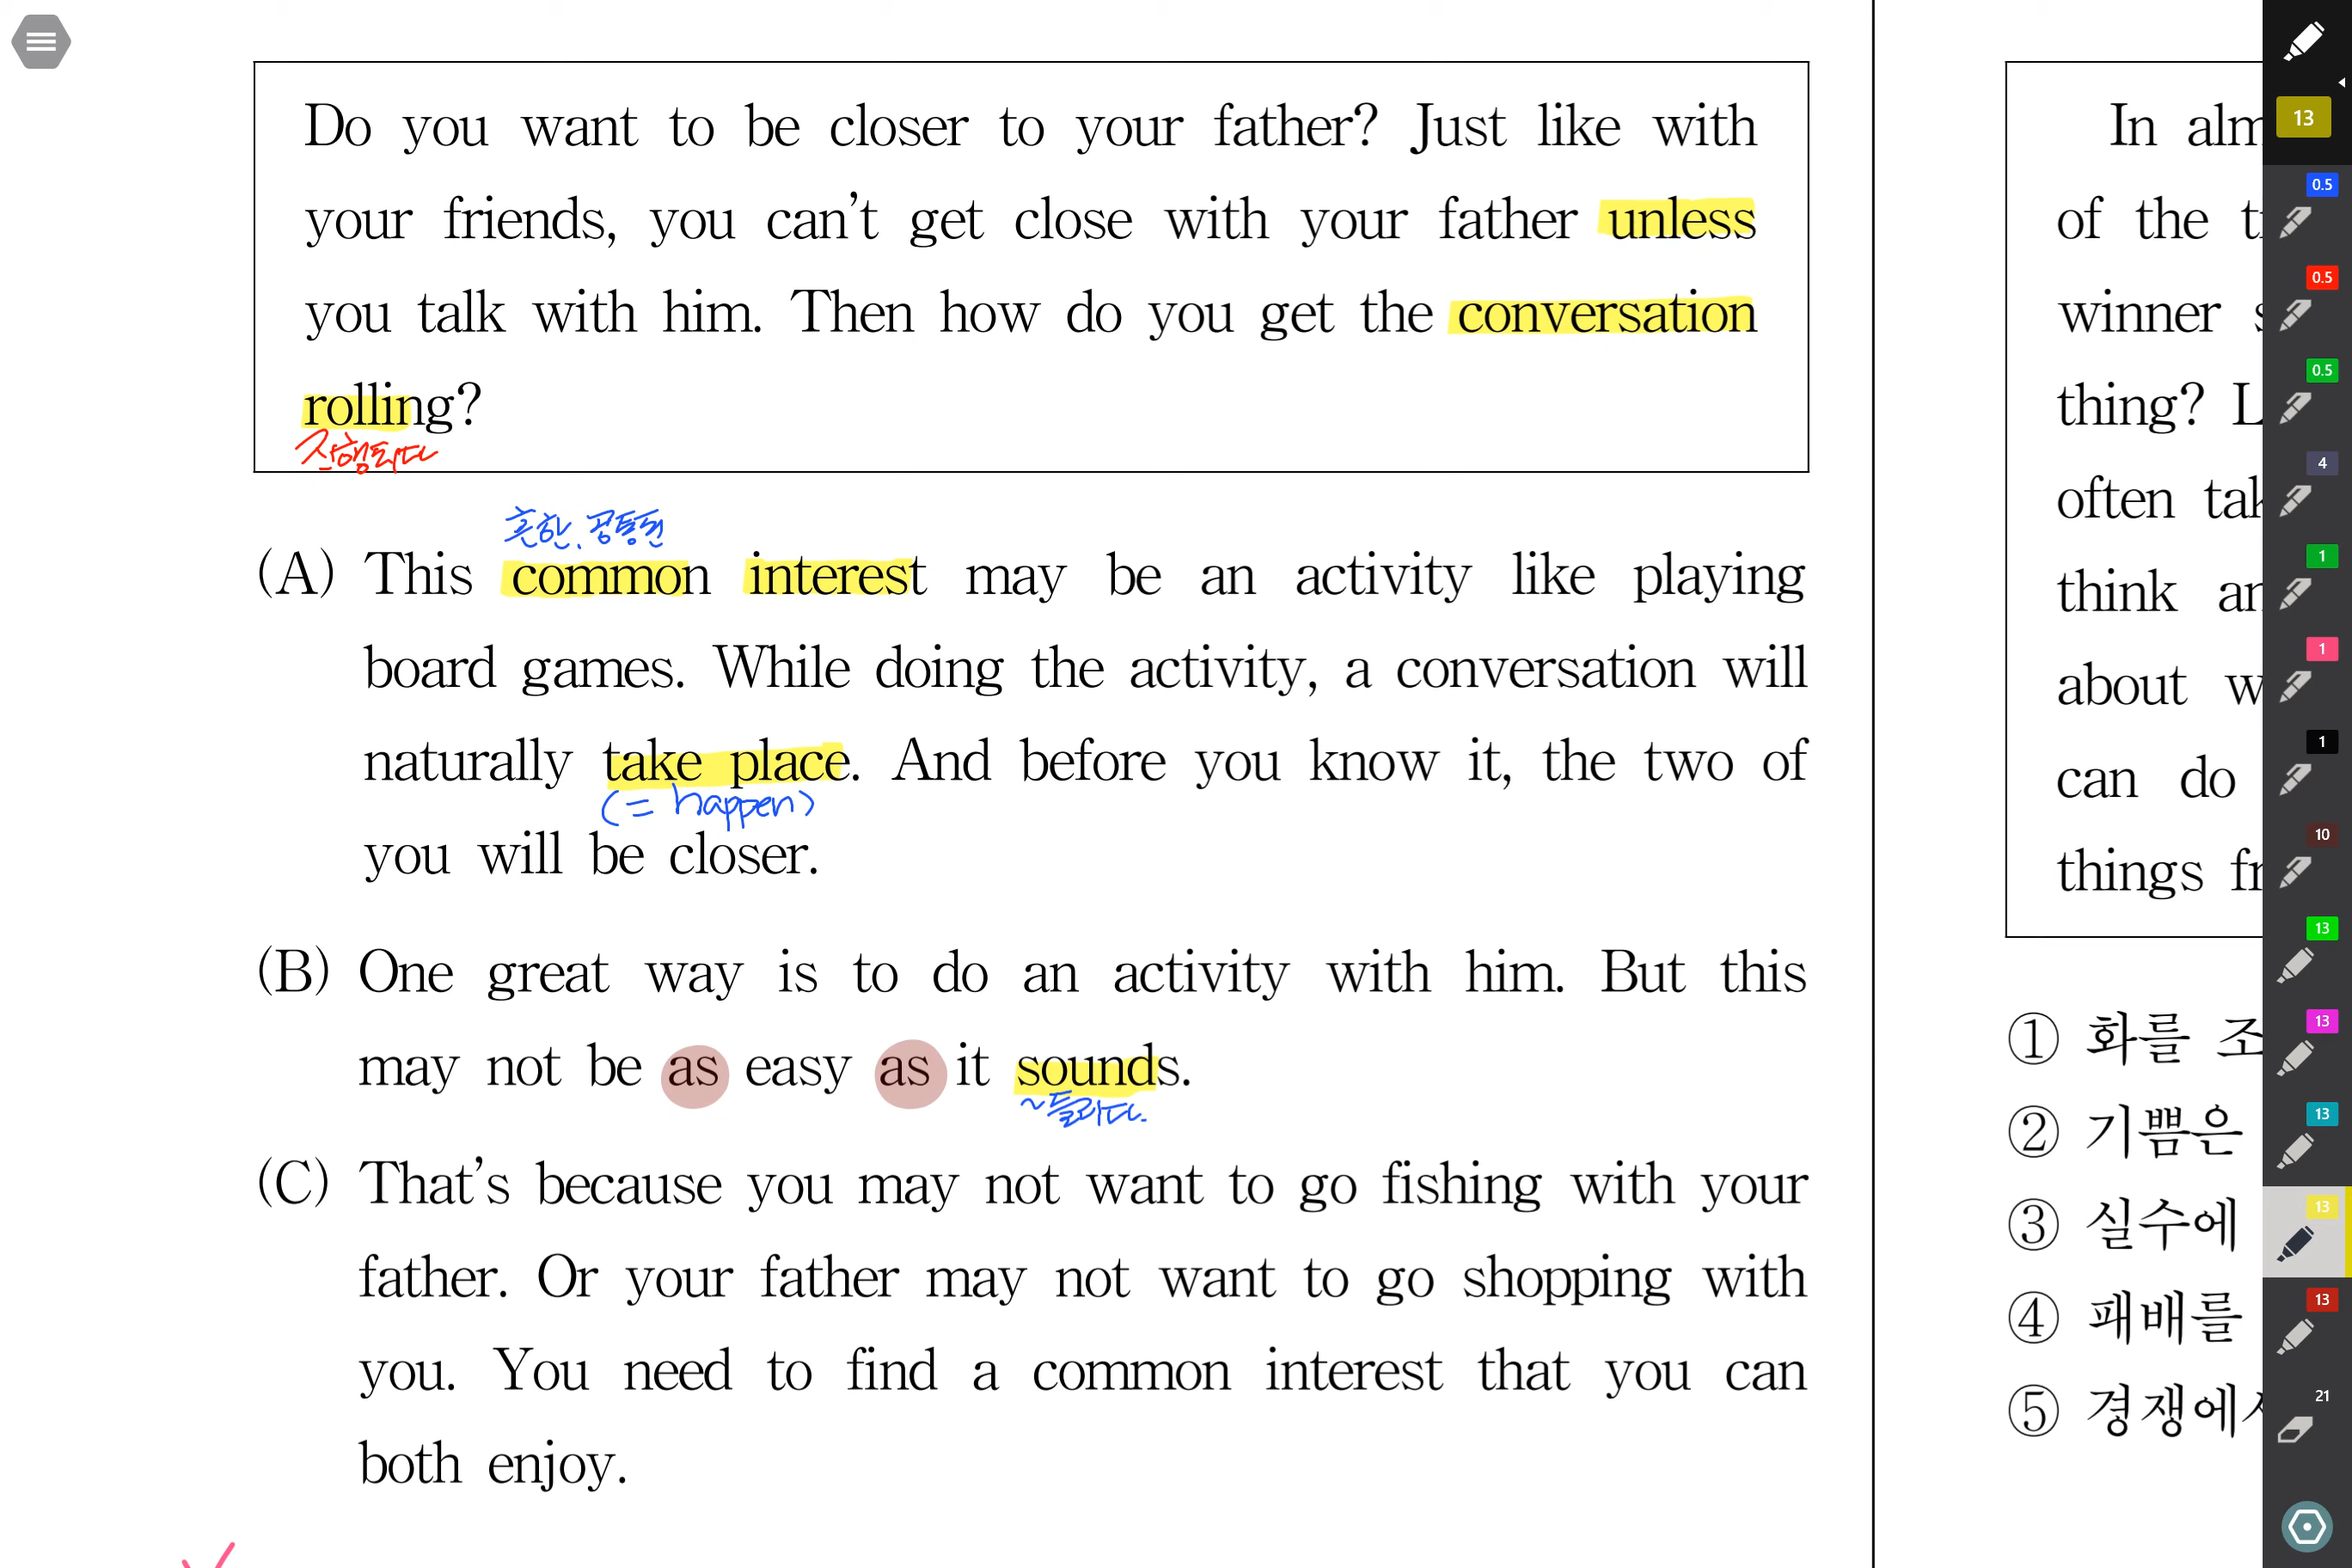 Do you want to be closer to your father? Just like with
your friends, you can't get close with your father unless
you talk with him. Then how do you get the conversation
rolling?
진행되다
흔한, 공통된
(A) This common interest may be an activity like playing
board games. While doing the activity, a conversation will
naturally take place. And before you know it, the two of
(= happen)
you will be closer.
(B) One great way is to do an activity with him. But this
may not be as easy as it sounds.
~들리다.
(C) That's because you may not want to go fishing with your
father. Or your father may not want to go shopping with
you. You need to find a common interest that you can
both enjoy.
In alm
of the
winner
thing?
often tak
think an
about w
can do
things fr
① 화를 조
② 기쁨은
③ 실수에
④ 패배를
⑤ 경쟁에서
13
0.5
0.5
0.5
4
1
1
1
10
13
13
13
13
13
21